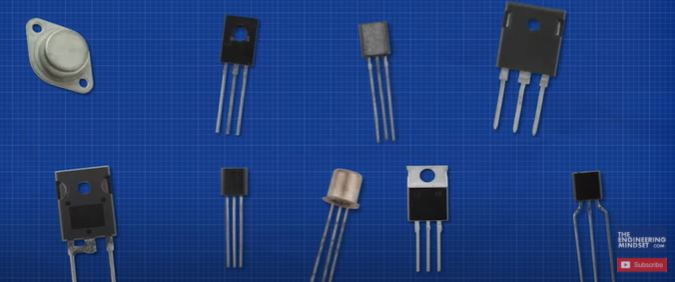 THE
ENGINEERING
MINDSET .COM
Subscribe